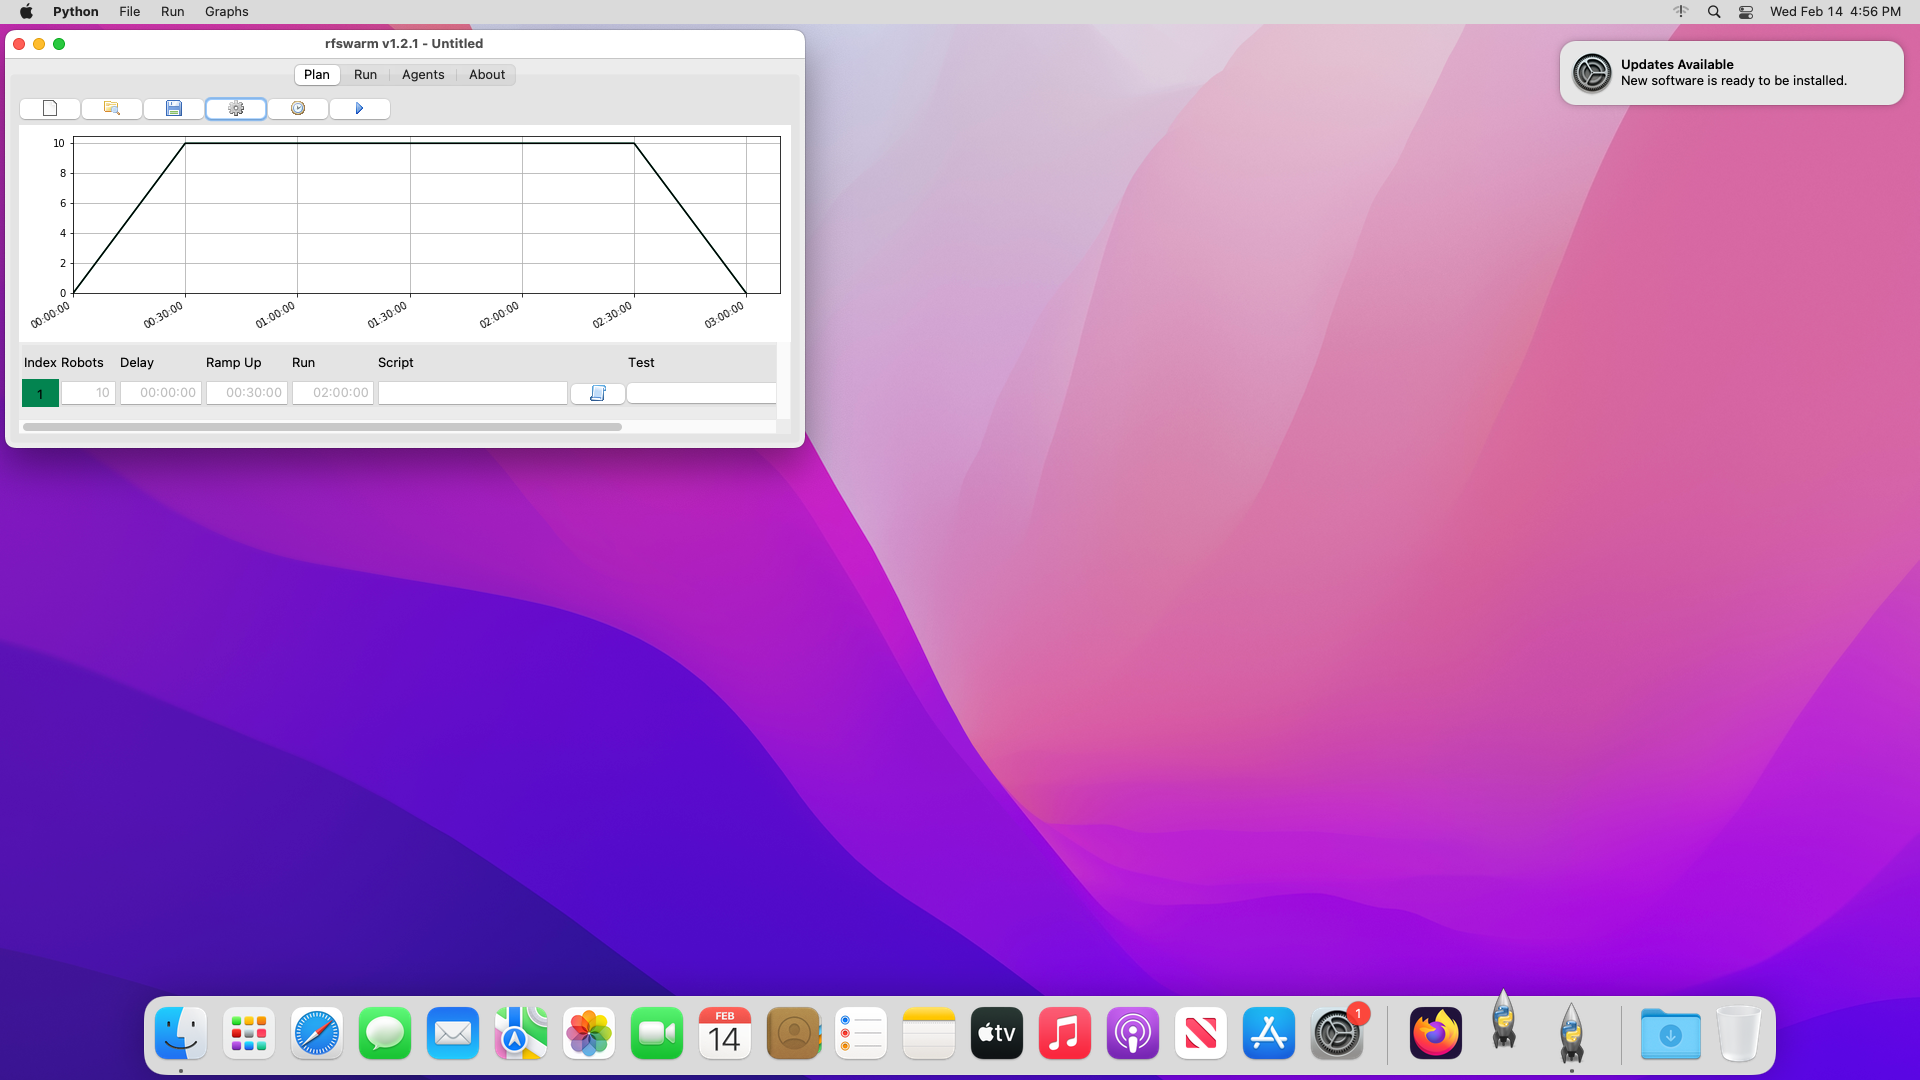 Python File Run Graphs
Wed Feb 14 4:56 PM
rfswarm v1.2.1 - Untitled
Updates Available
New software is ready to be installed.
Plan Run Agents About
10
8
6
4
2
0
00:00:00 00:30:00 01:00:00 01:30:00 02:00:00 02:30:00 03:00:00
Index Robots Delay Ramp Up Run Script Test
1 10 00:00:00 00:30:00 02:00:00
FEB
14
tv
1